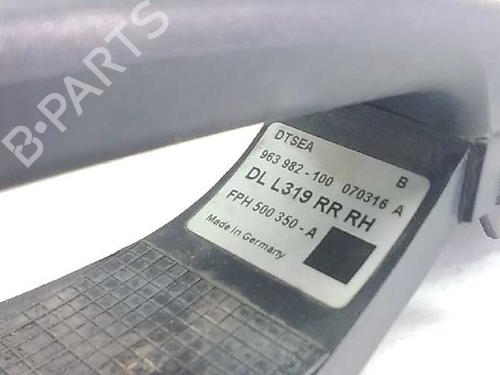 B-PARTS
DTSEA B
963 982-100 070316 A
DL L319 RR RH
FPH 500 350-A
Made in Germany